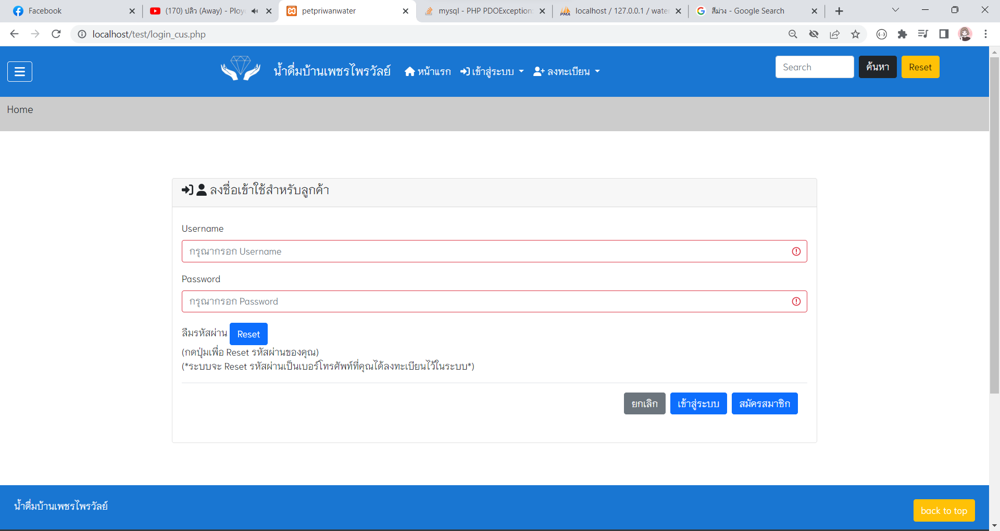 Facebook
(170) ปลิว (Away) - Ploy
petpriwanwater
mysql - PHP PDOException:
localhost / 127.0.0.1 / wate
สีม่วง - Google Search
localhost/test/login_cus.php
น้ำดื่มบ้านเพชรไพรวัลย์
หน้าแรก
เข้าสู่ระบบ
ลงทะเบียน
Search
ค้นหา
Reset
Home
ลงชื่อเข้าใช้สำหรับลูกค้า
Username
กรุณากรอก Username
Password
กรุณากรอก Password
ลืมรหัสผ่าน Reset
(กดปุ่มเพื่อ Reset รหัสผ่านของคุณ)
(*ระบบจะ Reset รหัสผ่านเป็นเบอร์โทรศัพท์ที่คุณได้ลงทะเบียนไว้ในระบบ*)
ยกเลิก
เข้าสู่ระบบ
สมัครสมาชิก
น้ำดื่มบ้านเพชรไพรวัลย์
back to top